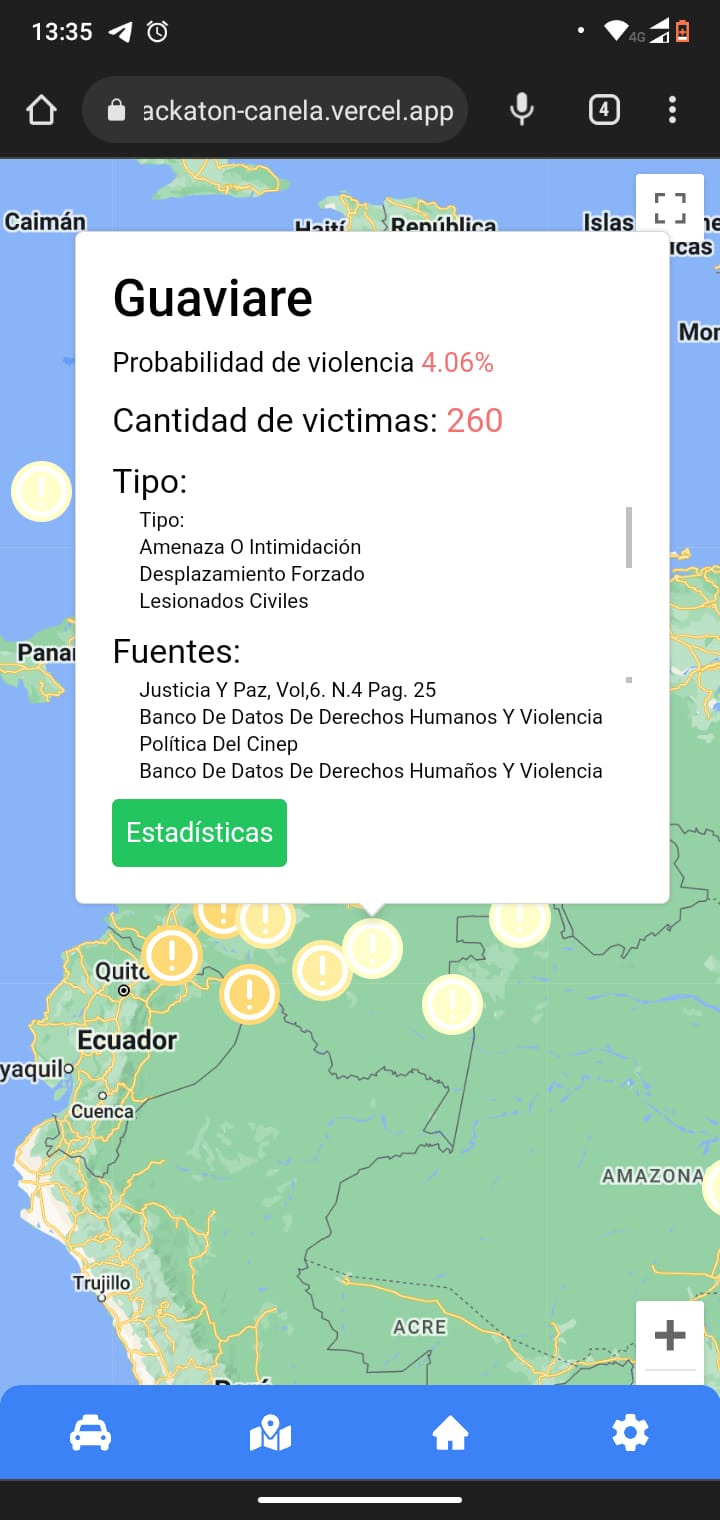 13:35
4G
ackaton-canela.vercel.app
4
Caimán
Haití
República
Islas
icas
Guaviare
Probabilidad de violencia 4.06%
Cantidad de victimas: 260
Tipo:
Tipo:
Amenaza O Intimidación
Desplazamiento Forzado
Lesionados Civiles
Fuentes:
Justicia Y Paz, Vol,6. N.4 Pag. 25
Banco De Datos De Derechos Humanos Y Violencia
Política Del Cinep
Banco De Datos De Derechos Humaños Y Violencia
Estadísticas
Mon
Pana
Quito
Ecuador
yaquil
Cuenca
AMAZONA
Trujillo
ACRE
+